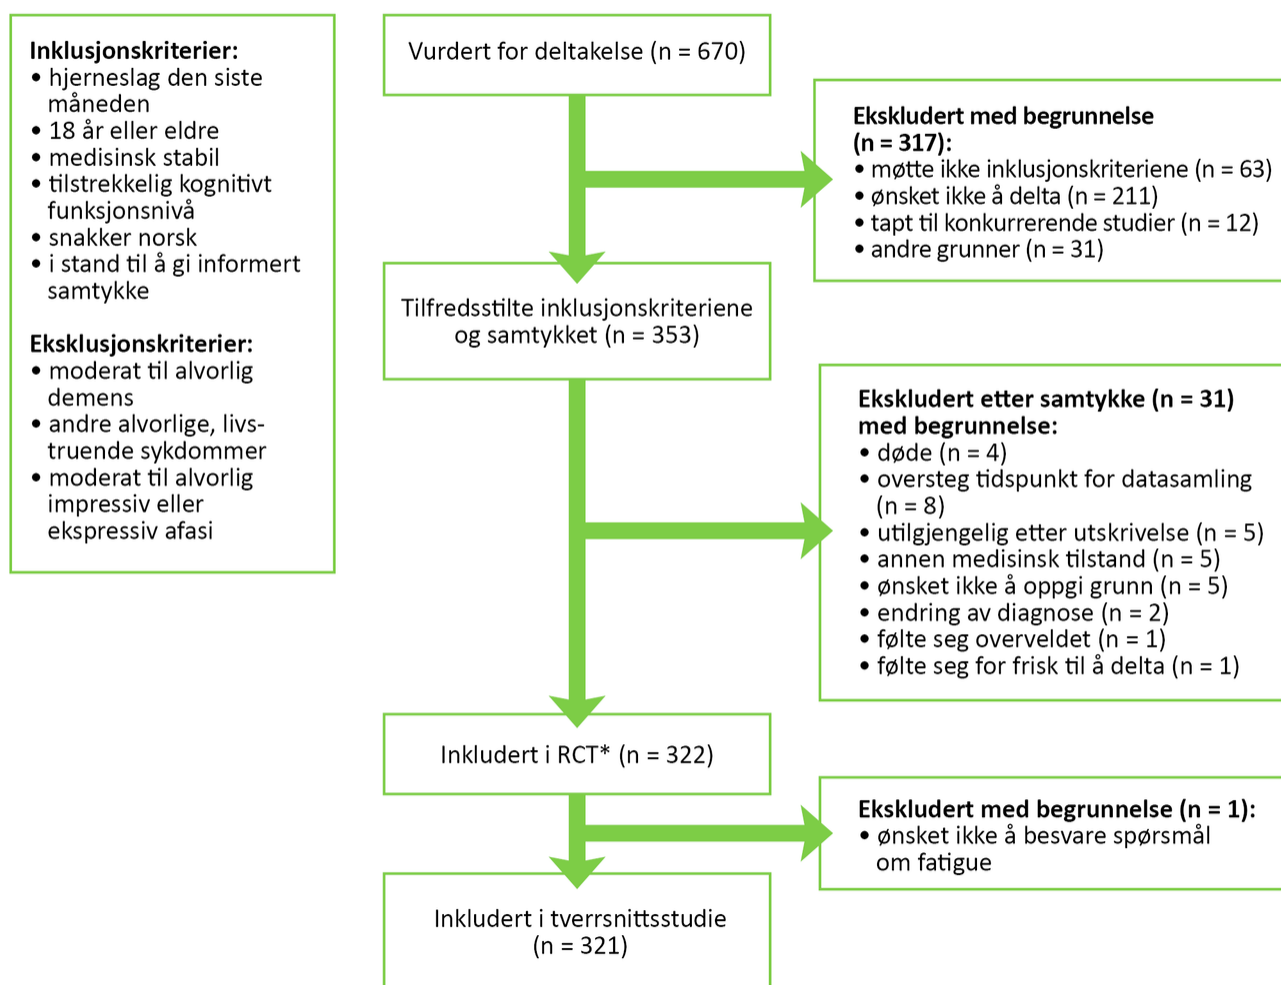 Inklusjonskriterier:
• hjerneslag den siste
måneden
• 18 år eller eldre
• medisinsk stabil
• tilstrekkelig kognitivt
funksjonsnivå
• snakker norsk
• i stand til å gi informert
samtykke
Eksklusjonskriterier:
• moderat til alvorlig
demens
• andre alvorlige, livs-
truende sykdommer
• moderat til alvorlig
impressiv eller
ekspressiv afasi
Vurdert for deltakelse (n = 670)
Ekskludert med begrunnelse
(n = 317):
• møtte ikke inklusjonskriteriene (n = 63)
• ønsket ikke å delta (n = 211)
• tapt til konkurrerende studier (n = 12)
• andre grunner (n = 31)
Tilfredsstilte inklusjonskriteriene
og samtykket (n = 353)
Ekskludert etter samtykke (n = 31)
med begrunnelse:
• døde (n = 4)
• oversteg tidspunkt for datasamling
(n = 8)
• utilgjengelig etter utskrivelse (n = 5)
• annen medisinsk tilstand (n = 5)
• ønsket ikke å oppgi grunn (n = 5)
• endring av diagnose (n = 2)
• følte seg overveldet (n = 1)
• følte seg for frisk til å delta (n = 1)
Inkludert i RCT* (n = 322)
Ekskludert med begrunnelse (n = 1):
• ønsket ikke å besvare spørsmål
om fatigue
Inkludert i tverrsnittsstudie
(n = 321)